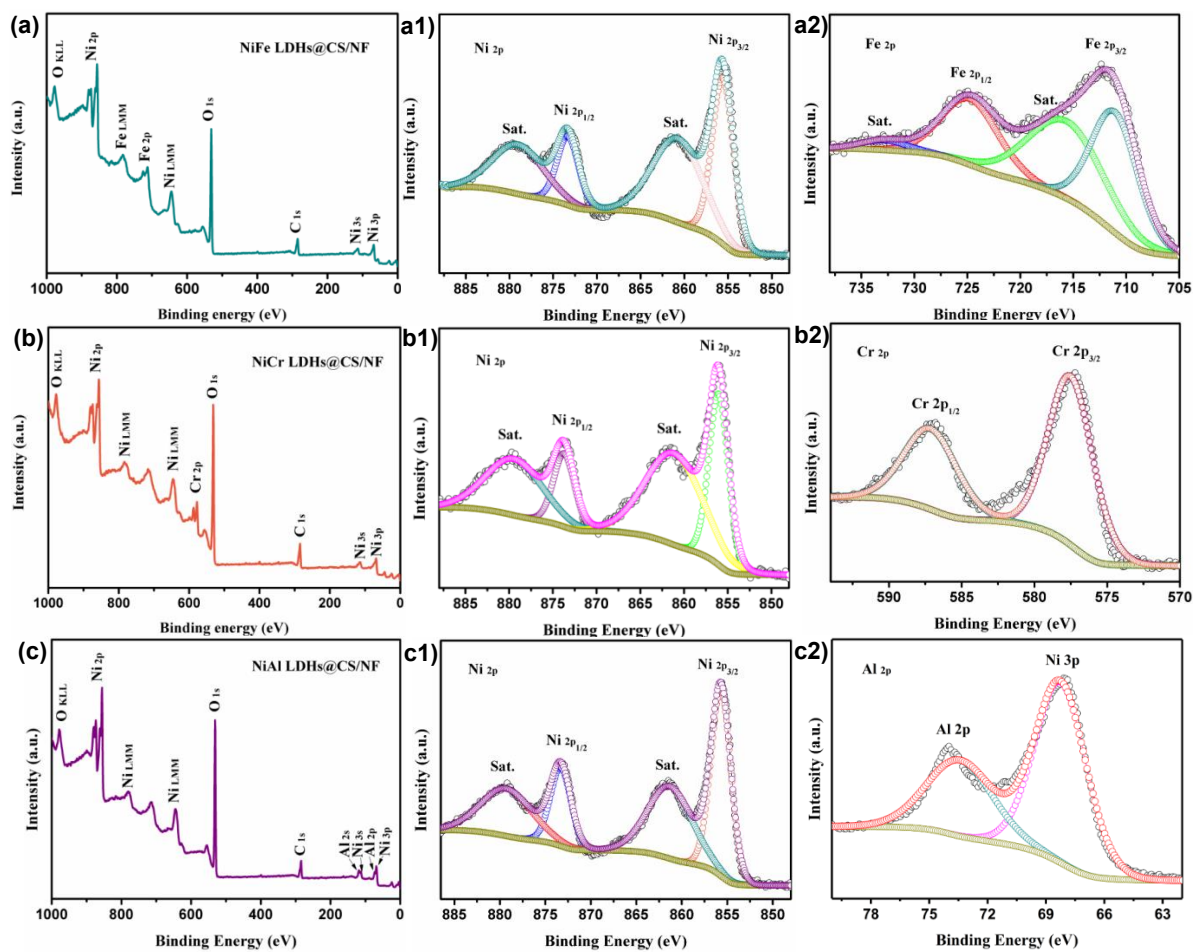 (a)
NiFe LDHs@CS/NF
O KLL
Ni 2p
Fe LMM
Fe 2p
Ni LMM
O 1s
C 1s
Ni 3s
Ni 3p
Intensity (a.u.)
1000 800 600 400 200 0
Binding energy (eV)
a1)
Ni 2p
Sat.
Ni 2p1/2
Sat.
Ni 2p3/2
Intensity (a.u.)
885 880 875 870 865 860 855 850
Binding Energy (eV)
a2)
Fe 2p
Sat.
Fe 2p1/2
Sat.
Fe 2p3/2
Intensity (a.u.)
735 730 725 720 715 710 705
Binding Energy (eV)
(b)
NiCr LDHs@CS/NF
O KLL
Ni 2p
Ni LMM
Ni LMM
Cr 2p
O 1s
C 1s
Ni 3s
Ni 3p
Intensity (a.u.)
1000 800 600 400 200 0
Binding energy (eV)
b1)
Ni 2p
Sat.
Ni 2p1/2
Sat.
Ni 2p3/2
Intensity (a.u.)
885 880 875 870 865 860 855 850
Binding Energy (eV)
b2)
Cr 2p
Cr 2p1/2
Cr 2p3/2
Intensity (a.u.)
590 585 580 575 570
Binding Energy (eV)
(c)
NiAl LDHs@CS/NF
O KLL
Ni 2p
Ni LMM
Ni LMM
O 1s
C 1s
Al 2s
Ni 3s
Al 2p
Ni 3p
Intensity (a.u.)
1000 800 600 400 200 0
Binding Energy (eV)
c1)
Ni 2p
Sat.
Ni 2p1/2
Sat.
Ni 2p3/2
Intensity (a.u.)
885 880 875 870 865 860 855 850
Binding Energy (eV)
c2)
Al 2p
Al 2p
Ni 3p
Intensity (a.u.)
78 75 72 69 66 63
Binding Energy (eV)